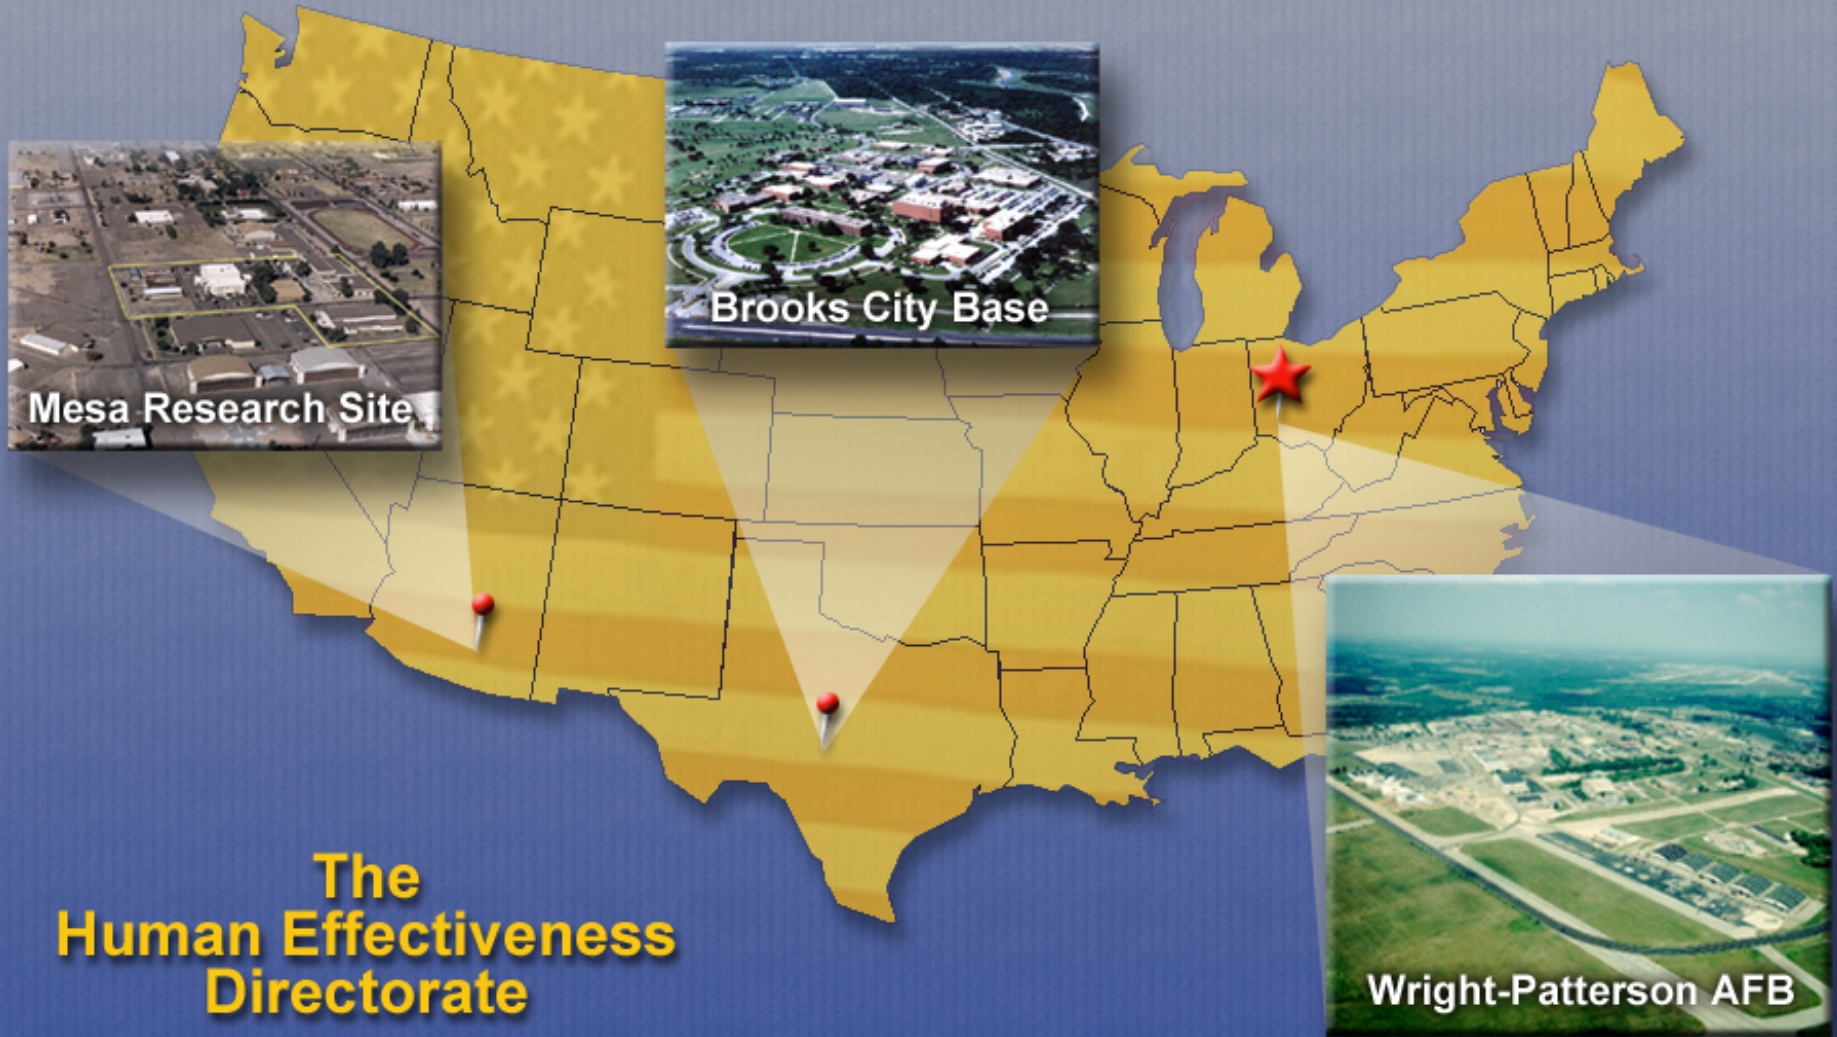 Brooks City Base
Mesa Research Site
The
Human Effectiveness
Directorate
Wright-Patterson AFB